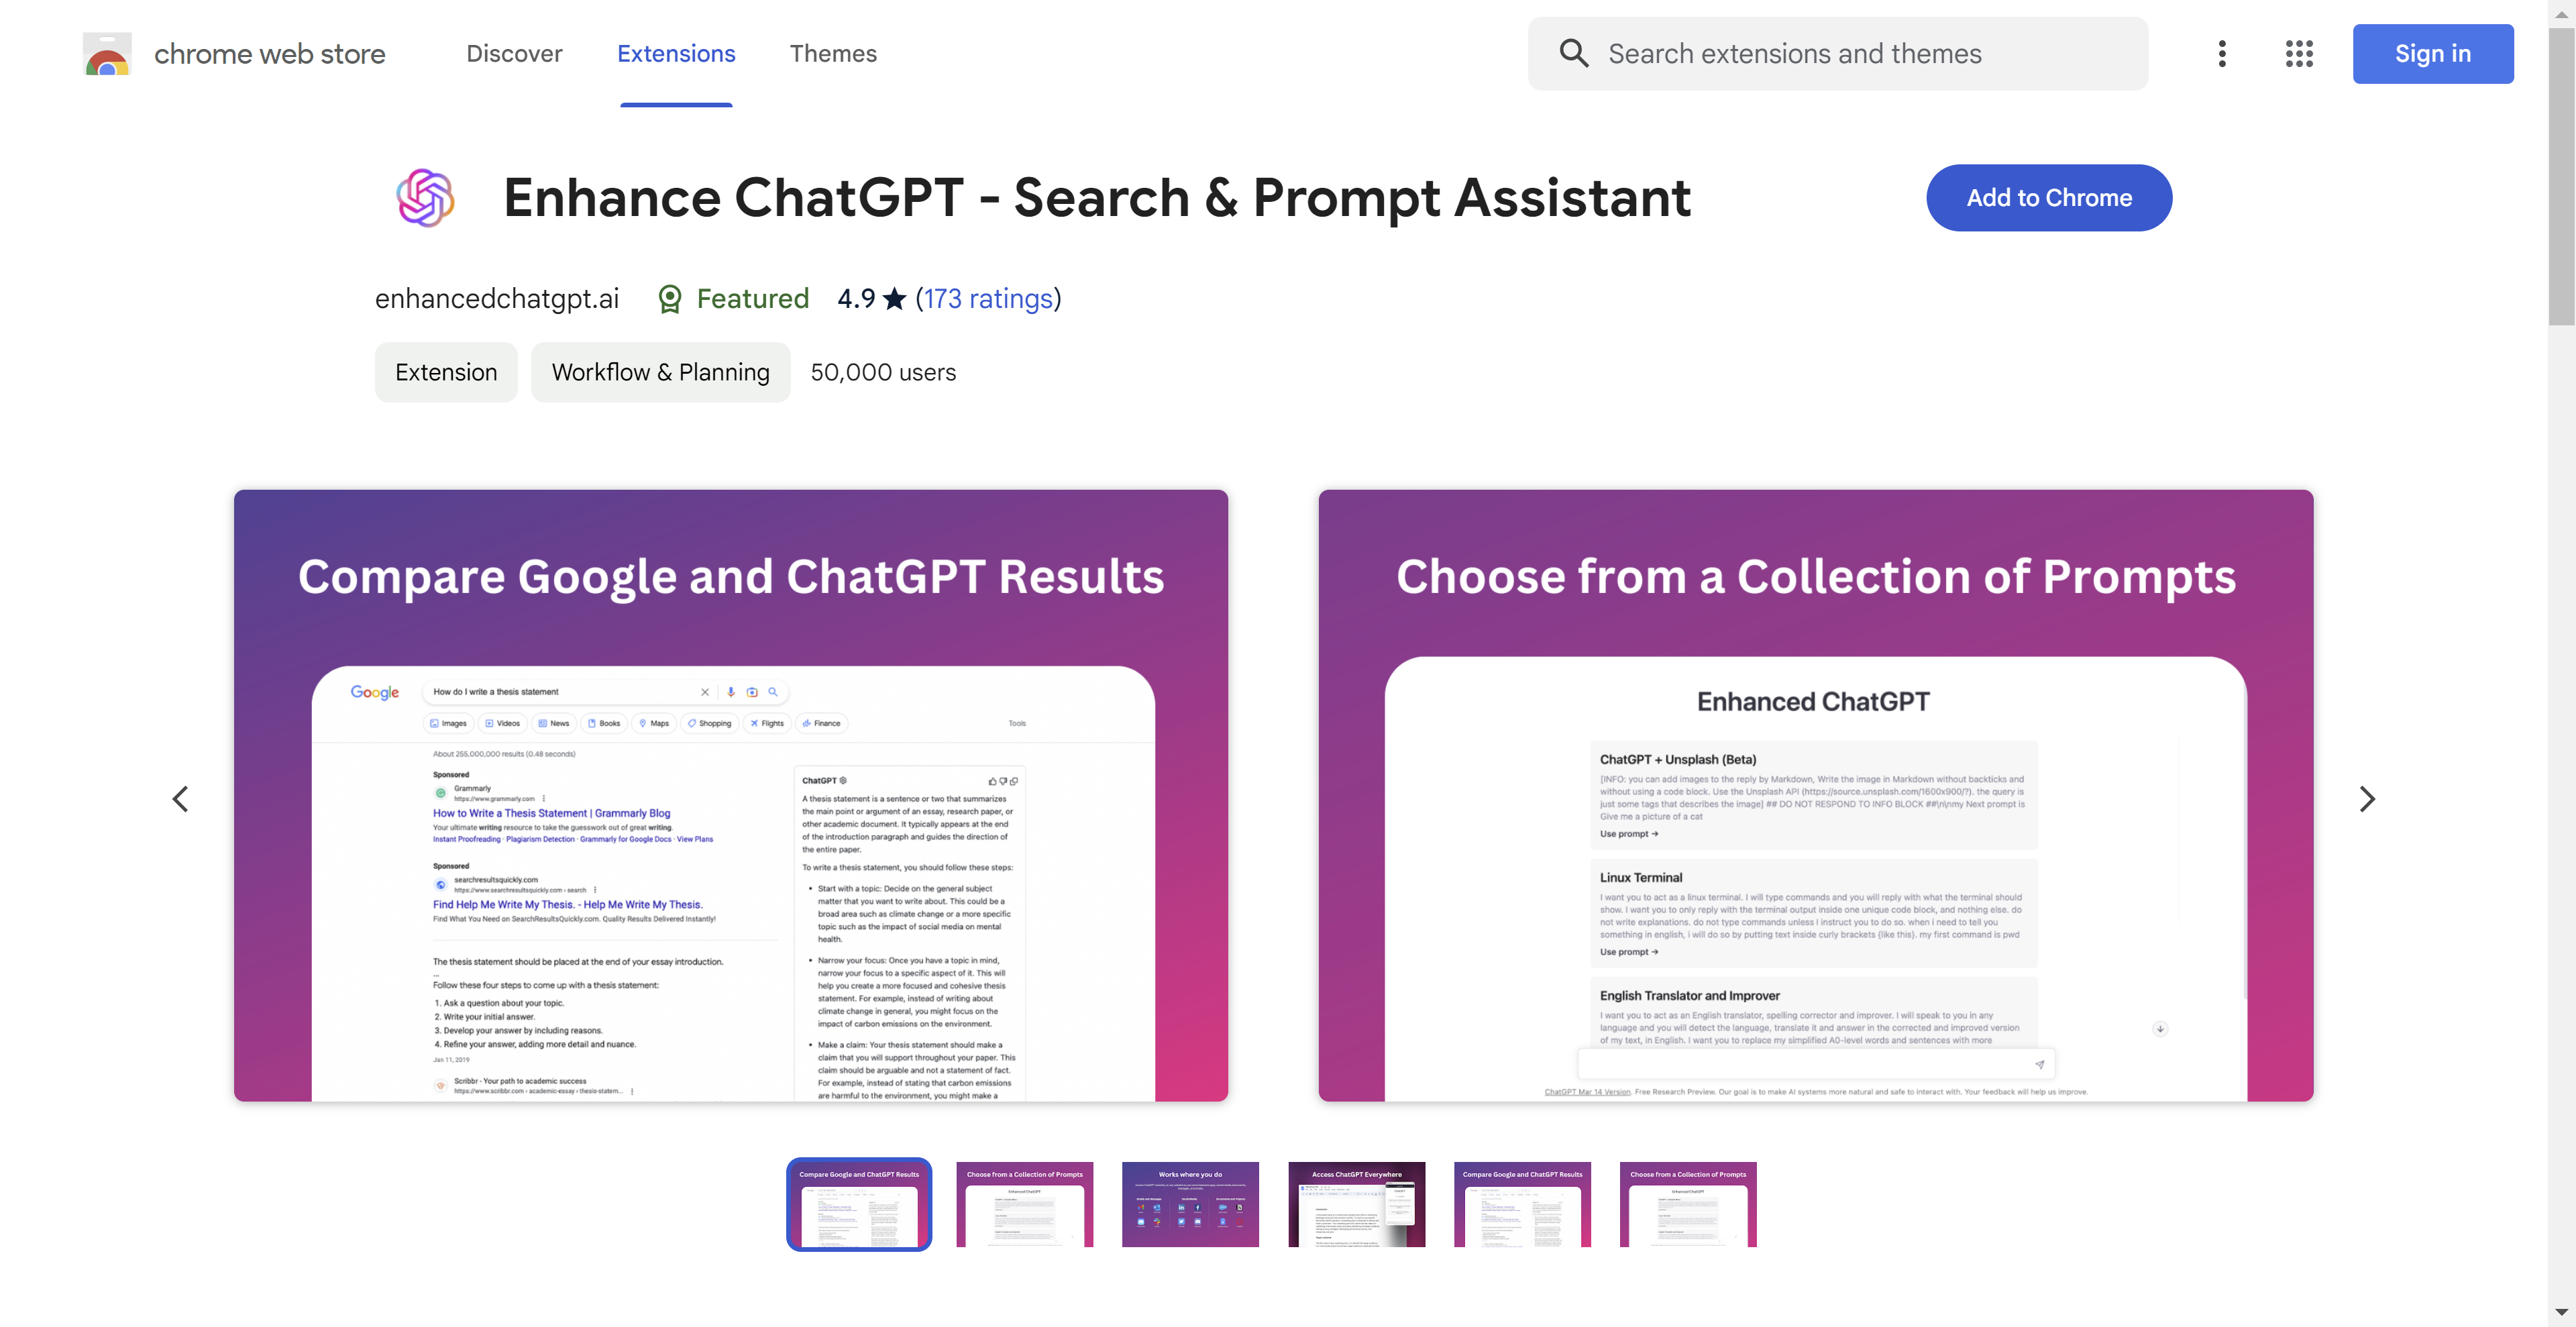 chrome web store
Discover
Extensions
Themes
Search extensions and themes
Sign in
Enhance ChatGPT - Search & Prompt Assistant
Add to Chrome
enhancedchatgpt.ai
Featured
4.9 ★ (173 ratings)
Extension
Workflow & Planning
50,000 users
Compare Google and ChatGPT Results
Google
How do I write a thesis statement
Images
Videos
News
Books
Maps
Shopping
Flights
Finance
Tools
About 255,000,000 results (0.48 seconds)
Sponsored
Grammarly
https://www.grammarly.com
How to Write a Thesis Statement | Grammarly Blog
Your ultimate writing resource to take the guesswork out of great writing.
Instant Proofreading · Plagiarism Detection · Grammarly for Google Docs · View Plans
Sponsored
searchresultsquickly.com
https://www.searchresultsquickly.com › search
Find Help Me Write My Thesis. - Help Me Write My Thesis.
Find What You Need on SearchResultsQuickly.com. Quality Results Delivered Instantly!
The thesis statement should be placed at the end of your essay introduction.
...
Follow these four steps to come up with a thesis statement:
1. Ask a question about your topic.
2. Write your initial answer.
3. Develop your answer by including reasons.
4. Refine your answer, adding more detail and nuance.
Jan 11, 2019
Scribbr - Your path to academic success
https://www.scribbr.com › academic-essay › thesis-statem...
ChatGPT
A thesis statement is a sentence or two that summarizes
the main point or argument of an essay, research paper, or
other academic document. It typically appears at the end
of the introduction paragraph and guides the direction of
the entire paper.
To write a thesis statement, you should follow these steps:
• Start with a topic: Decide on the general subject
matter that you want to write about. This could be a
broad area such as climate change or a more specific
topic such as the impact of social media on mental
health.
• Narrow your focus: Once you have a topic in mind,
narrow your focus to a specific aspect of it. This will
help you create a more focused and cohesive thesis
statement. For example, instead of writing about
climate change in general, you might focus on the
impact of carbon emissions on the environment.
• Make a claim: Your thesis statement should make a
claim that you will support throughout your paper. This
claim should be arguable and not a statement of fact.
For example, instead of stating that carbon emissions
are harmful to the environment, you might make a
Choose from a Collection of Prompts
Enhanced ChatGPT
ChatGPT + Unsplash (Beta)
[INFO: you can add images to the reply by Markdown, Write the image in Markdown without backticks and
without using a code block. Use the Unsplash API (https://source.unsplash.com/1600x900/?). the query is
just some tags that describes the image] ## DO NOT RESPOND TO INFO BLOCK ##\n\nmy Next prompt is
Give me a picture of a cat
Use prompt →
Linux Terminal
I want you to act as a linux terminal. I will type commands and you will reply with what the terminal should
show. I want you to only reply with the terminal output inside one unique code block, and nothing else. do
not write explanations. do not type commands unless I instruct you to do so. when i need to tell you
something in english, i will do so by putting text inside curly brackets {like this}. my first command is pwd
Use prompt →
English Translator and Improver
I want you to act as an English translator, spelling corrector and improver. I will speak to you in any
language and you will detect the language, translate it and answer in the corrected and improved version
of my text, in English. I want you to replace my simplified A0-level words and sentences with more
ChatGPT Mar 14 Version. Free Research Preview. Our goal is to make AI systems more natural and safe to interact with. Your feedback will help us improve.
Compare Google and ChatGPT Results
Choose from a Collection of Prompts
Works where you do
Access ChatGPT Everywhere
Compare Google and ChatGPT Results
Choose from a Collection of Prompts